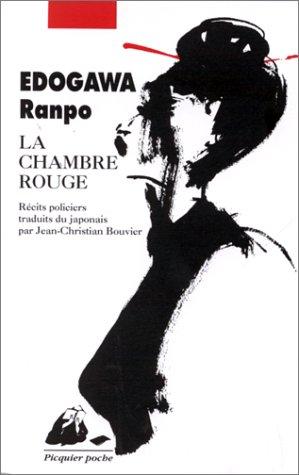 EDOGAWA
Ranpo
LA
CHAMBRE
ROUGE
Récits policiers
traduits du japonais
par Jean-Christian Bouvier
Picquier poche